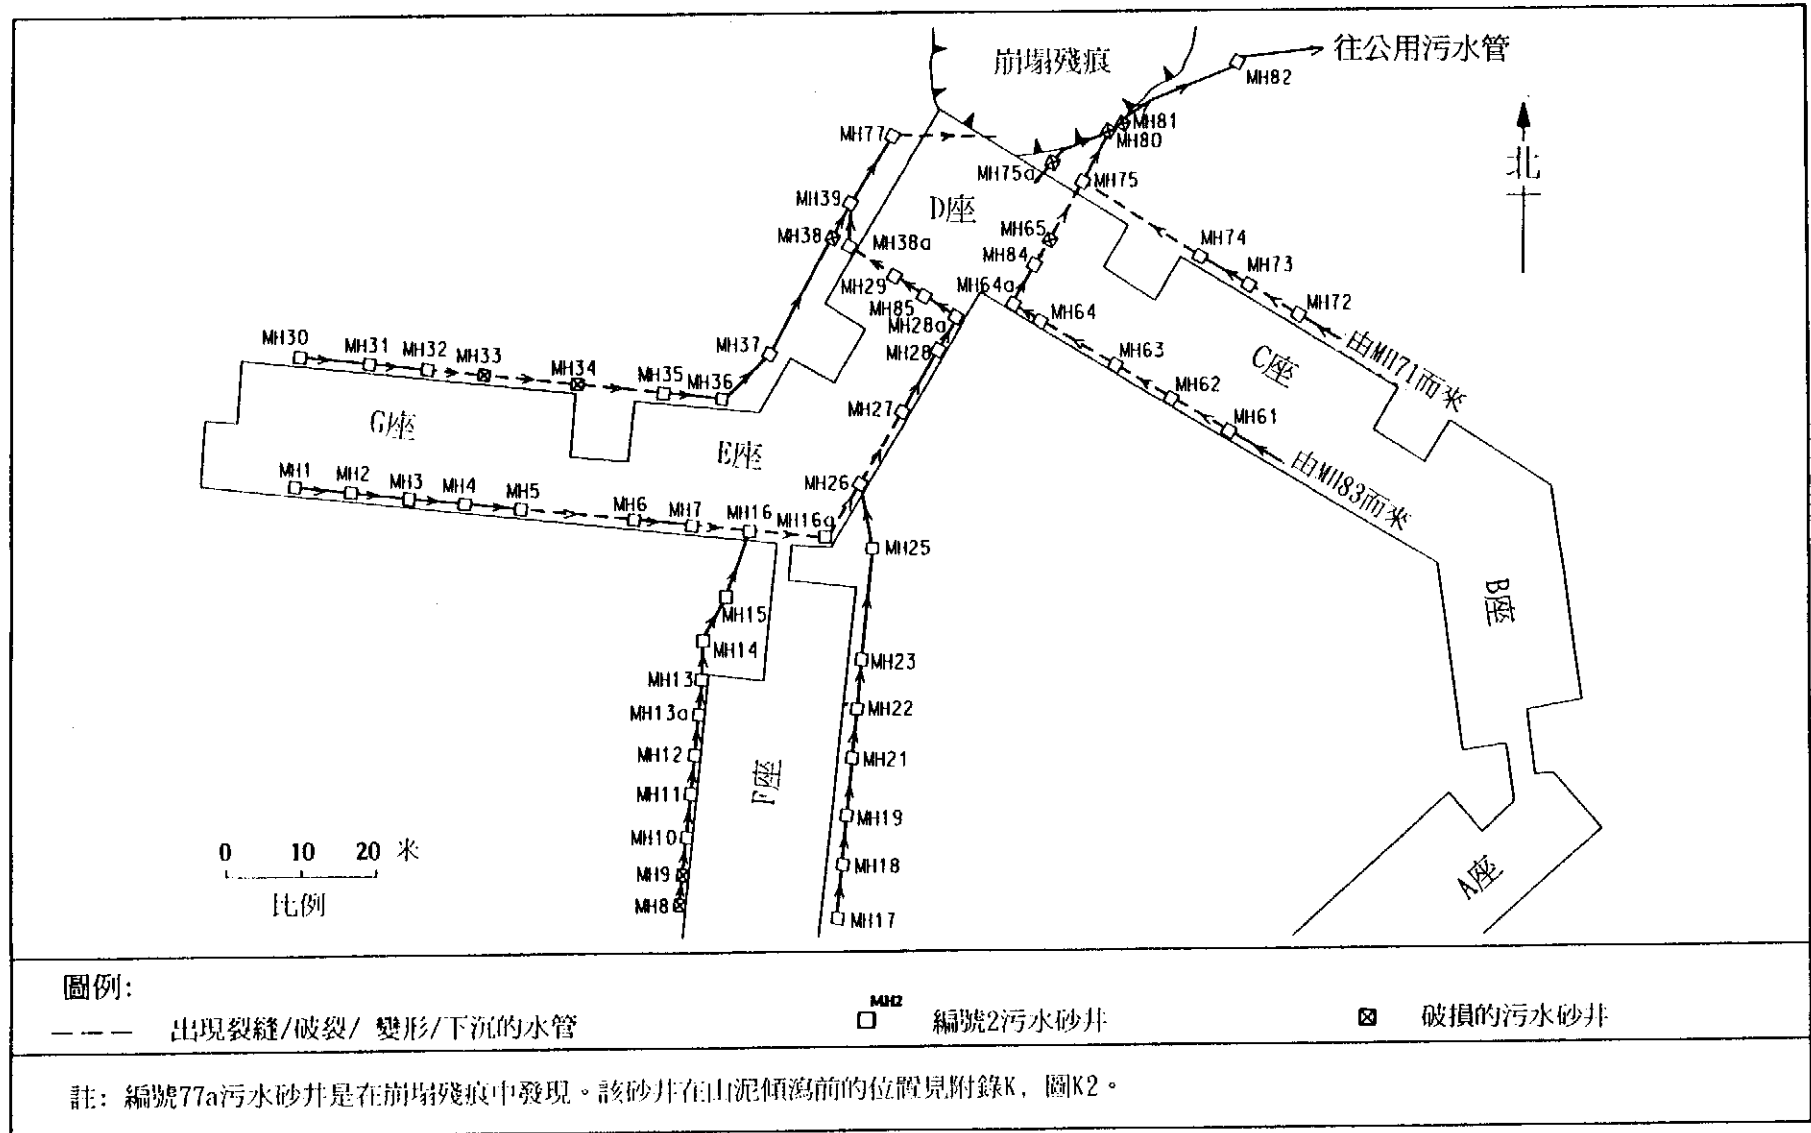 崩塌殘痕
往公用污水管
MH82
MH77
MH81
MH80
MH75a
MH75
北
MH39
MH38
MH38a
D座
MH65
MH84
MH74
MH73
MH72
MH29
MH85
MH64a
MH64
MH28a
MH28
MH63
MH62
MH61
C座
由MH71而來
由MH83而來
MH30
MH31
MH32
MH33
MH34
MH35
MH36
MH37
MH27
G座
E座
MH1
MH2
MH3
MH4
MH5
MH6
MH7
MH16
MH16a
MH26
MH25
MH15
MH14
MH13
MH13a
MH12
MH11
MH10
MH9
MH8
MH23
MH22
MH21
MH19
MH18
MH17
F座
B座
A座
0 10 20 米
比例
圖例:
出現裂縫/破裂/ 變形/下沉的水管
MH2
編號2污水砂井
破損的污水砂井
註: 編號77a污水砂井是在崩塌殘痕中發現。該砂井在山泥傾瀉前的位置見附錄K, 圖K2。